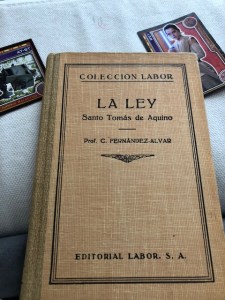 COLECCIÓN LABOR
LA LEY
Santo Tomás de Aquino
Prof. C. FERNÁNDEZ-ALVAR
EDITORIAL LABOR, S. A.